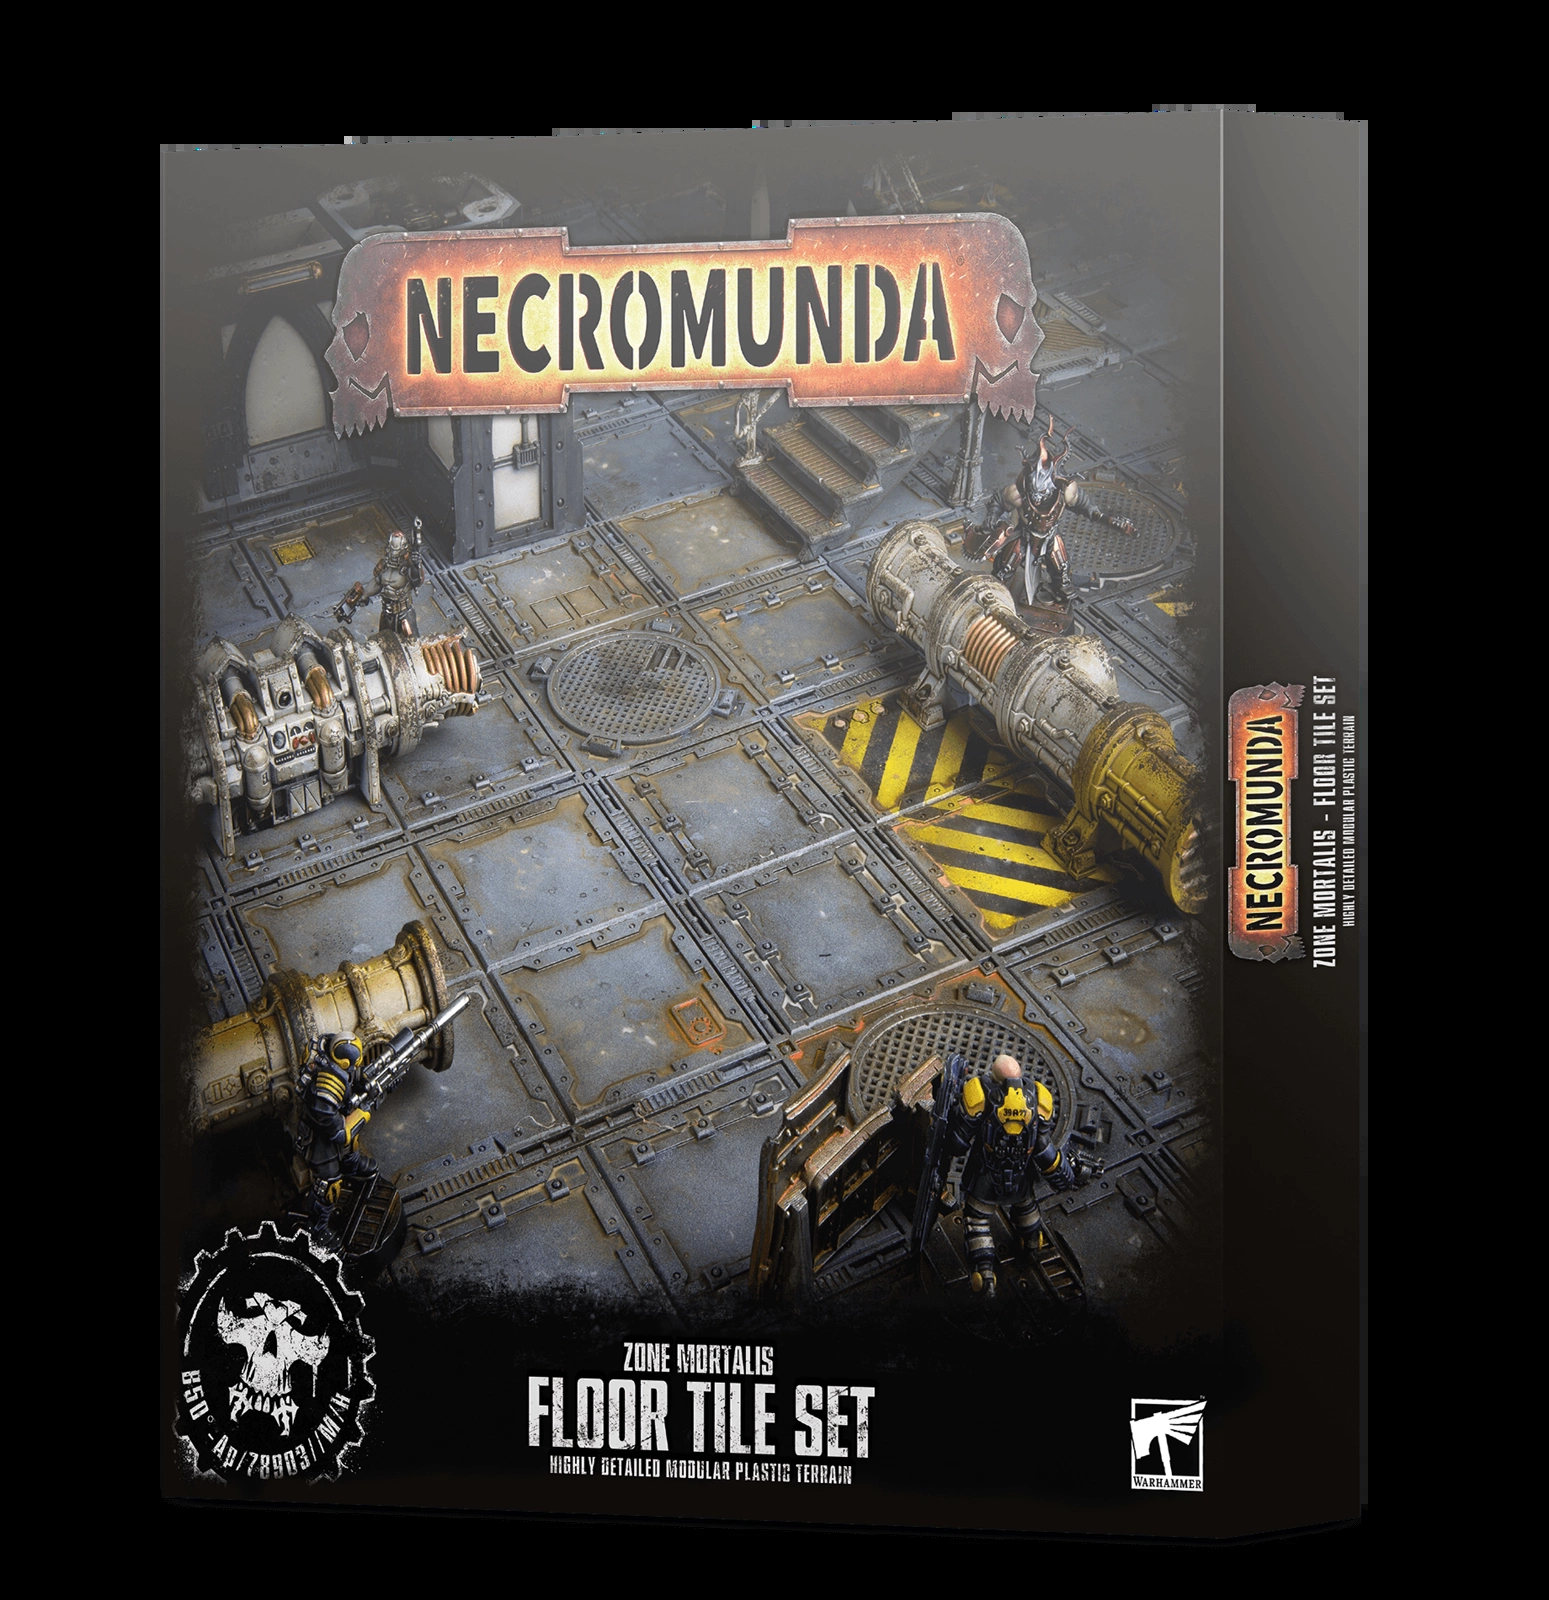 NECROMUNDA
39A77
ZONE MORTALIS
FLOOR TILE SET
HIGHLY DETAILED MODULAR PLASTIC TERRAIN
WARHAMMER
NECROMUNDA
ZONE MORTALIS - FLOOR TILE SET
HIGHLY DETAILED MODULAR PLASTIC TERRAIN